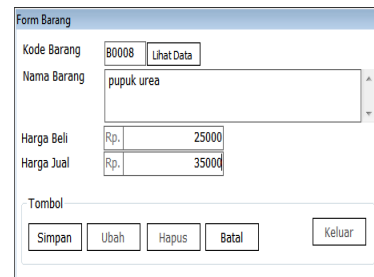 Form Barang
Kode Barang B0008 Lihat Data
Nama Barang pupuk urea
Harga Beli Rp. 25000
Harga Jual Rp. 35000
Tombol
Simpan Ubah Hapus Batal Keluar